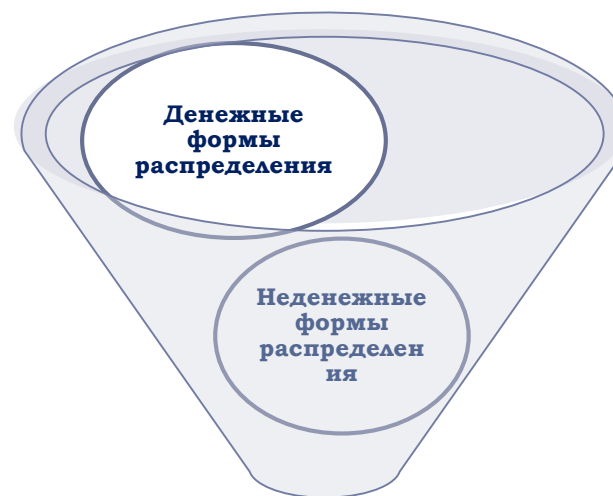 Денежные
формы
распределения
Неденежные
формы
распределен
ия